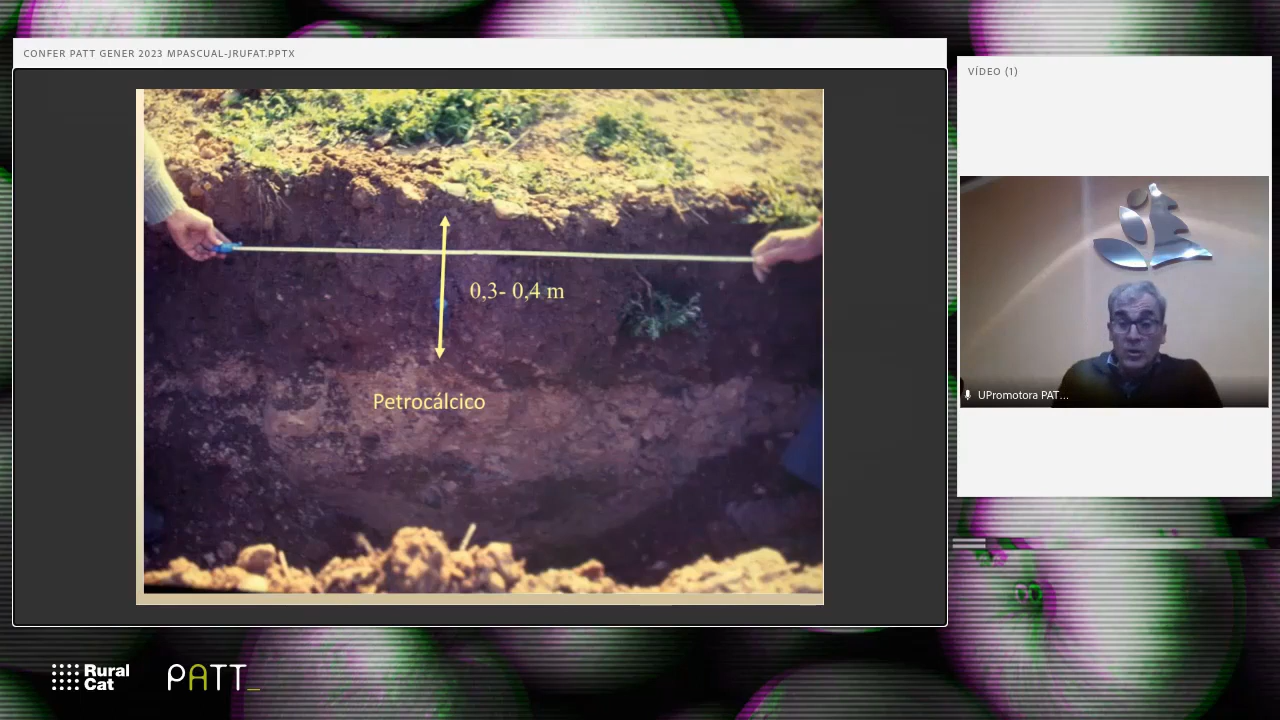 CONFER PATT GENER 2023 MPASCUAL-JRUFAT.PPTX
VÍDEO (1)
0,3- 0,4 m
Petrocálcico
UPromotora PAT...
Rural
Cat
PATT_